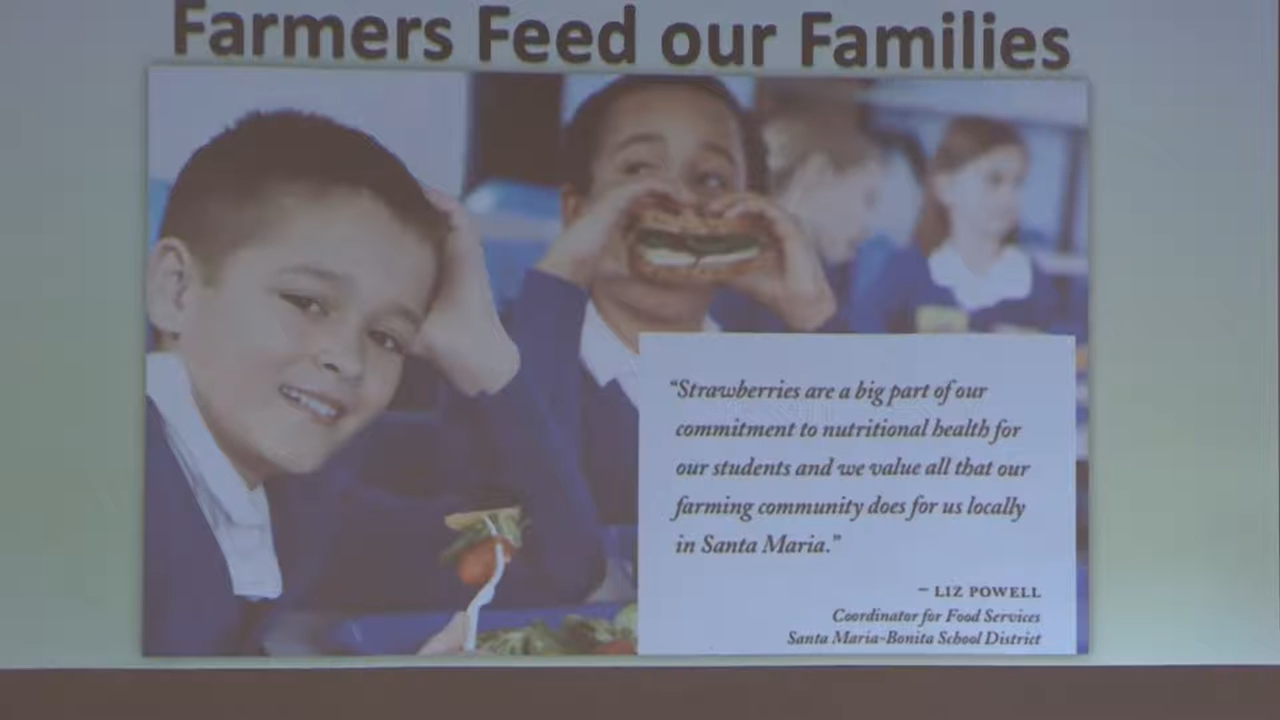 Farmers Feed our Families
“Strawberries are a big part of our
commitment to nutritional health for
our students and we value all that our
farming community does for us locally
in Santa Maria.”
– LIZ POWELL
Coordinator for Food Services
Santa Maria-Bonita School District